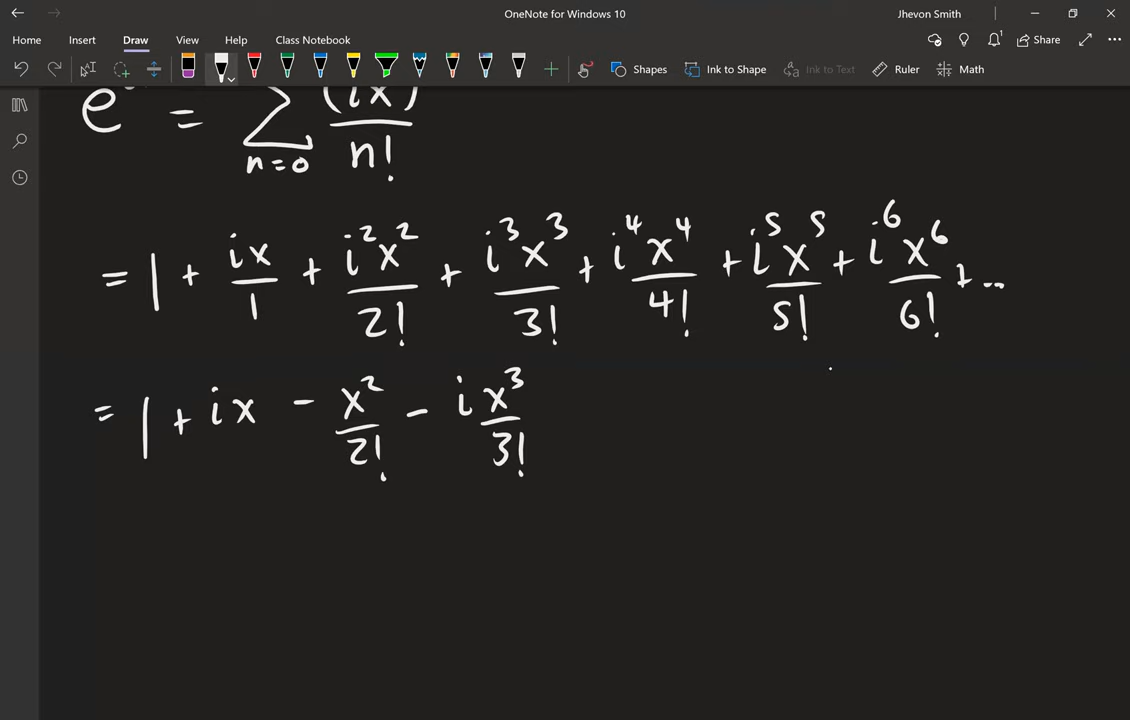 OneNote for Windows 10
Jhevon Smith
Home Insert Draw View Help Class Notebook
Share
Shapes Ink to Shape Ink to Text Ruler Math
e = ∑ (ix)
n=0 n!
= 1 + ix/1 + i²x²/2! + i³x³/3! + i⁴x⁴/4! + i⁵x⁵/5! + i⁶x⁶/6! + ..
= 1 + ix - x²/2! - ix³/3!